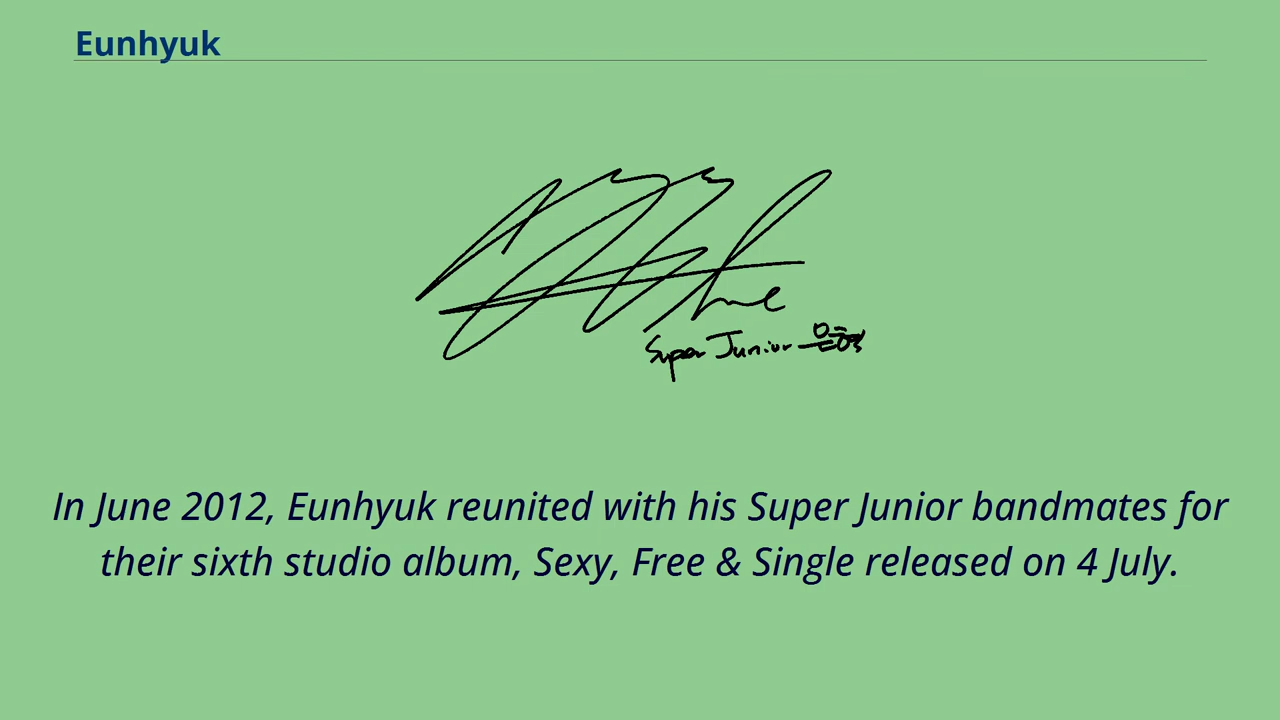 Eunhyuk
Super Junior 은혁
In June 2012, Eunhyuk reunited with his Super Junior bandmates for
their sixth studio album, Sexy, Free & Single released on 4 July.